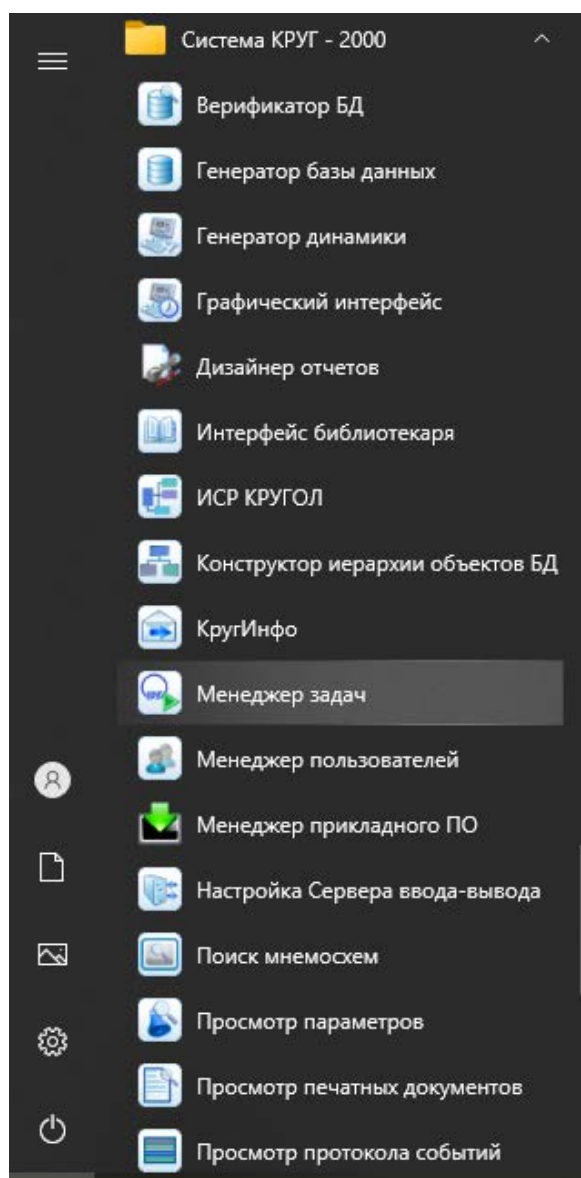 Система КРУГ - 2000
Верификатор БД
Генератор базы данных
Генератор динамики
Графический интерфейс
Дизайнер отчетов
Интерфейс библиотекаря
ИСР КРУГОЛ
Конструктор иерархии объектов БД
КругИнфо
Менеджер задач
Менеджер пользователей
Менеджер прикладного ПО
Настройка Сервера ввода-вывода
Поиск мнемосхем
Просмотр параметров
Просмотр печатных документов
Просмотр протокола событий